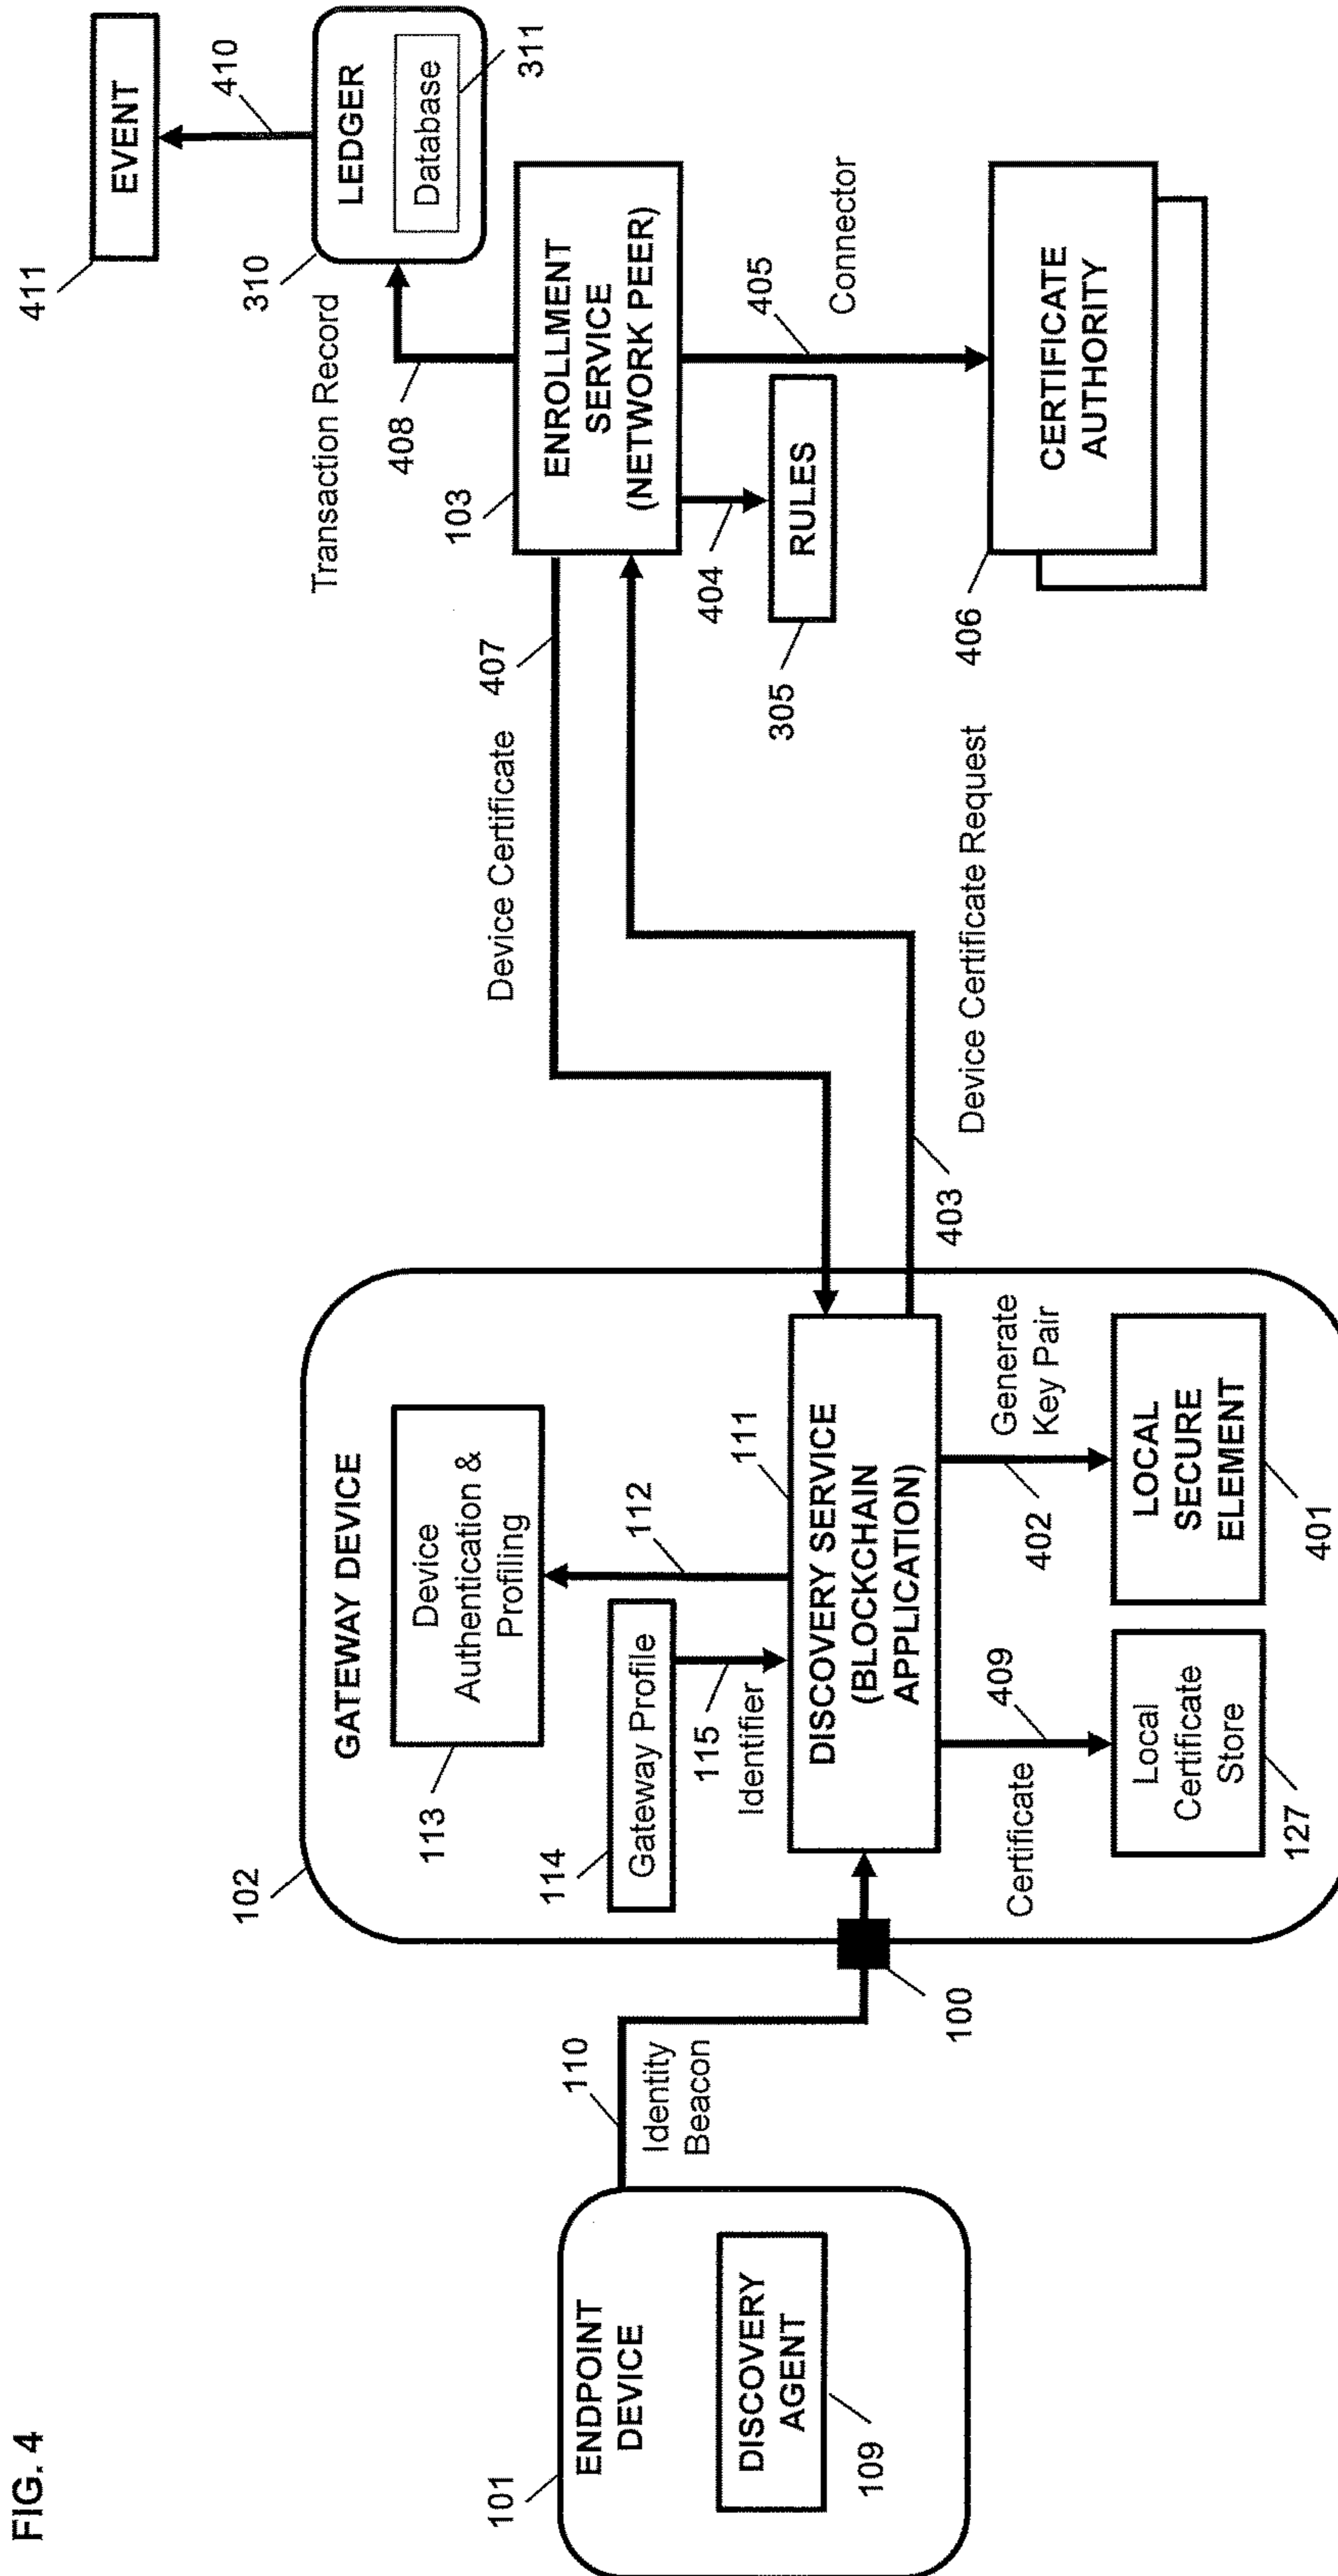 FIG. 4
101
ENDPOINT
DEVICE
DISCOVERY
AGENT
109
110
Identity
Beacon
100
102
GATEWAY DEVICE
113
Device
Authentication &
Profiling
114
Gateway Profile
112
115
Identifier
111
DISCOVERY SERVICE
(BLOCKCHAIN
APPLICATION)
Certificate
409
402
Generate
Key Pair
Local
Certificate
Store
127
LOCAL
SECURE
ELEMENT
401
403
Device Certificate Request
Device Certificate
407
103
ENROLLMENT
SERVICE
(NETWORK PEER)
Transaction Record
408
310
LEDGER
Database
311
410
411
EVENT
404
RULES
305
405
Connector
406
CERTIFICATE
AUTHORITY